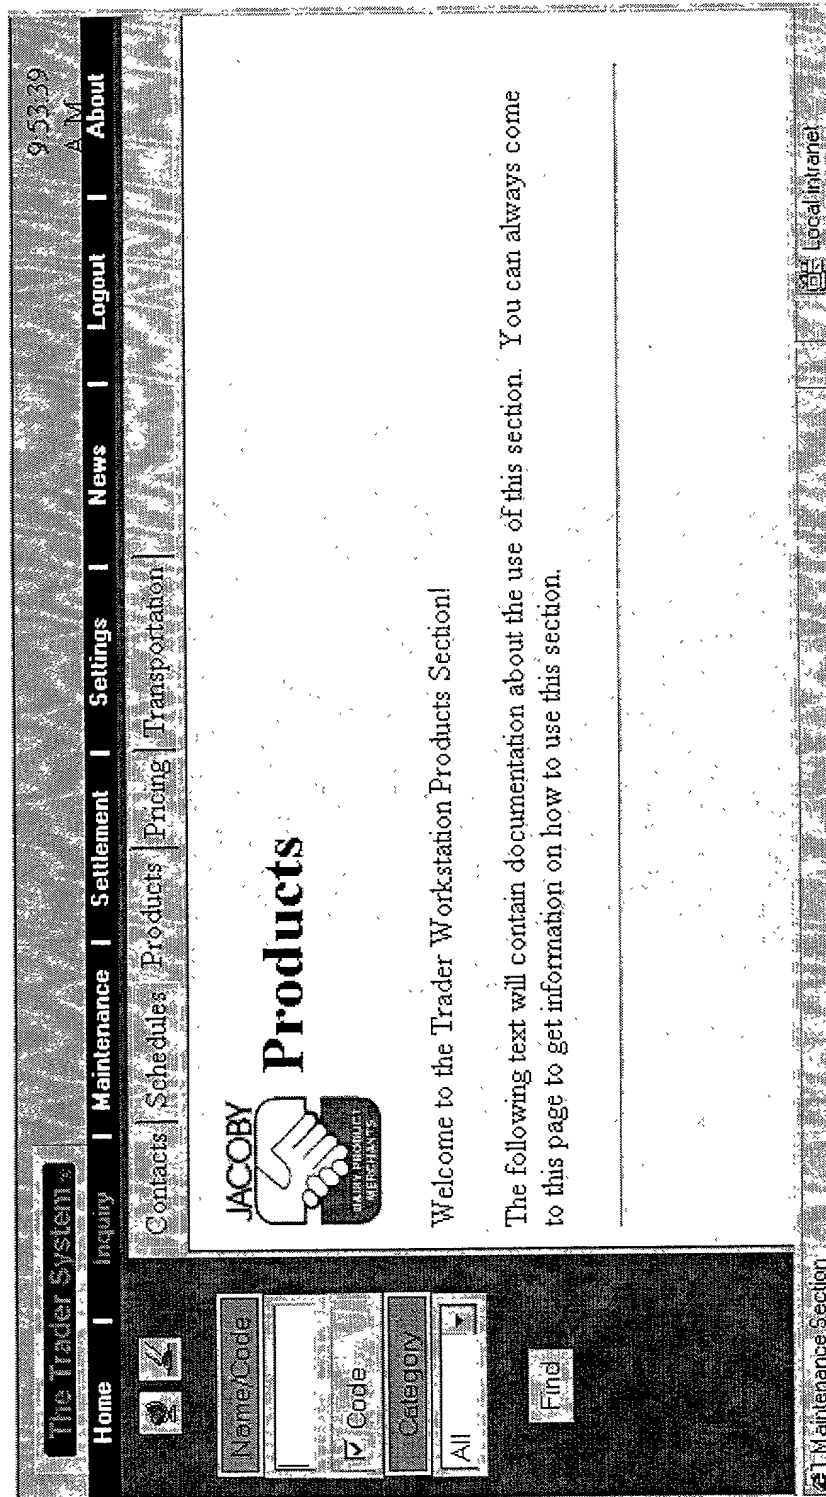 The Trader System
9:53:39
A.M
Home | Inquiry | Maintenance | Settlement | Settings | News | Logout | About
Contacts Schedules Products Pricing Transportation
Name/Code
Code
Category
All
Find
JACOBY
DAIRY PRODUCT
MERCHANTS
Products
Welcome to the Trader Workstation Products Section!
The following text will contain documentation about the use of this section. You can always come
to this page to get information on how to use this section.
Maintenance Section
Local intranet